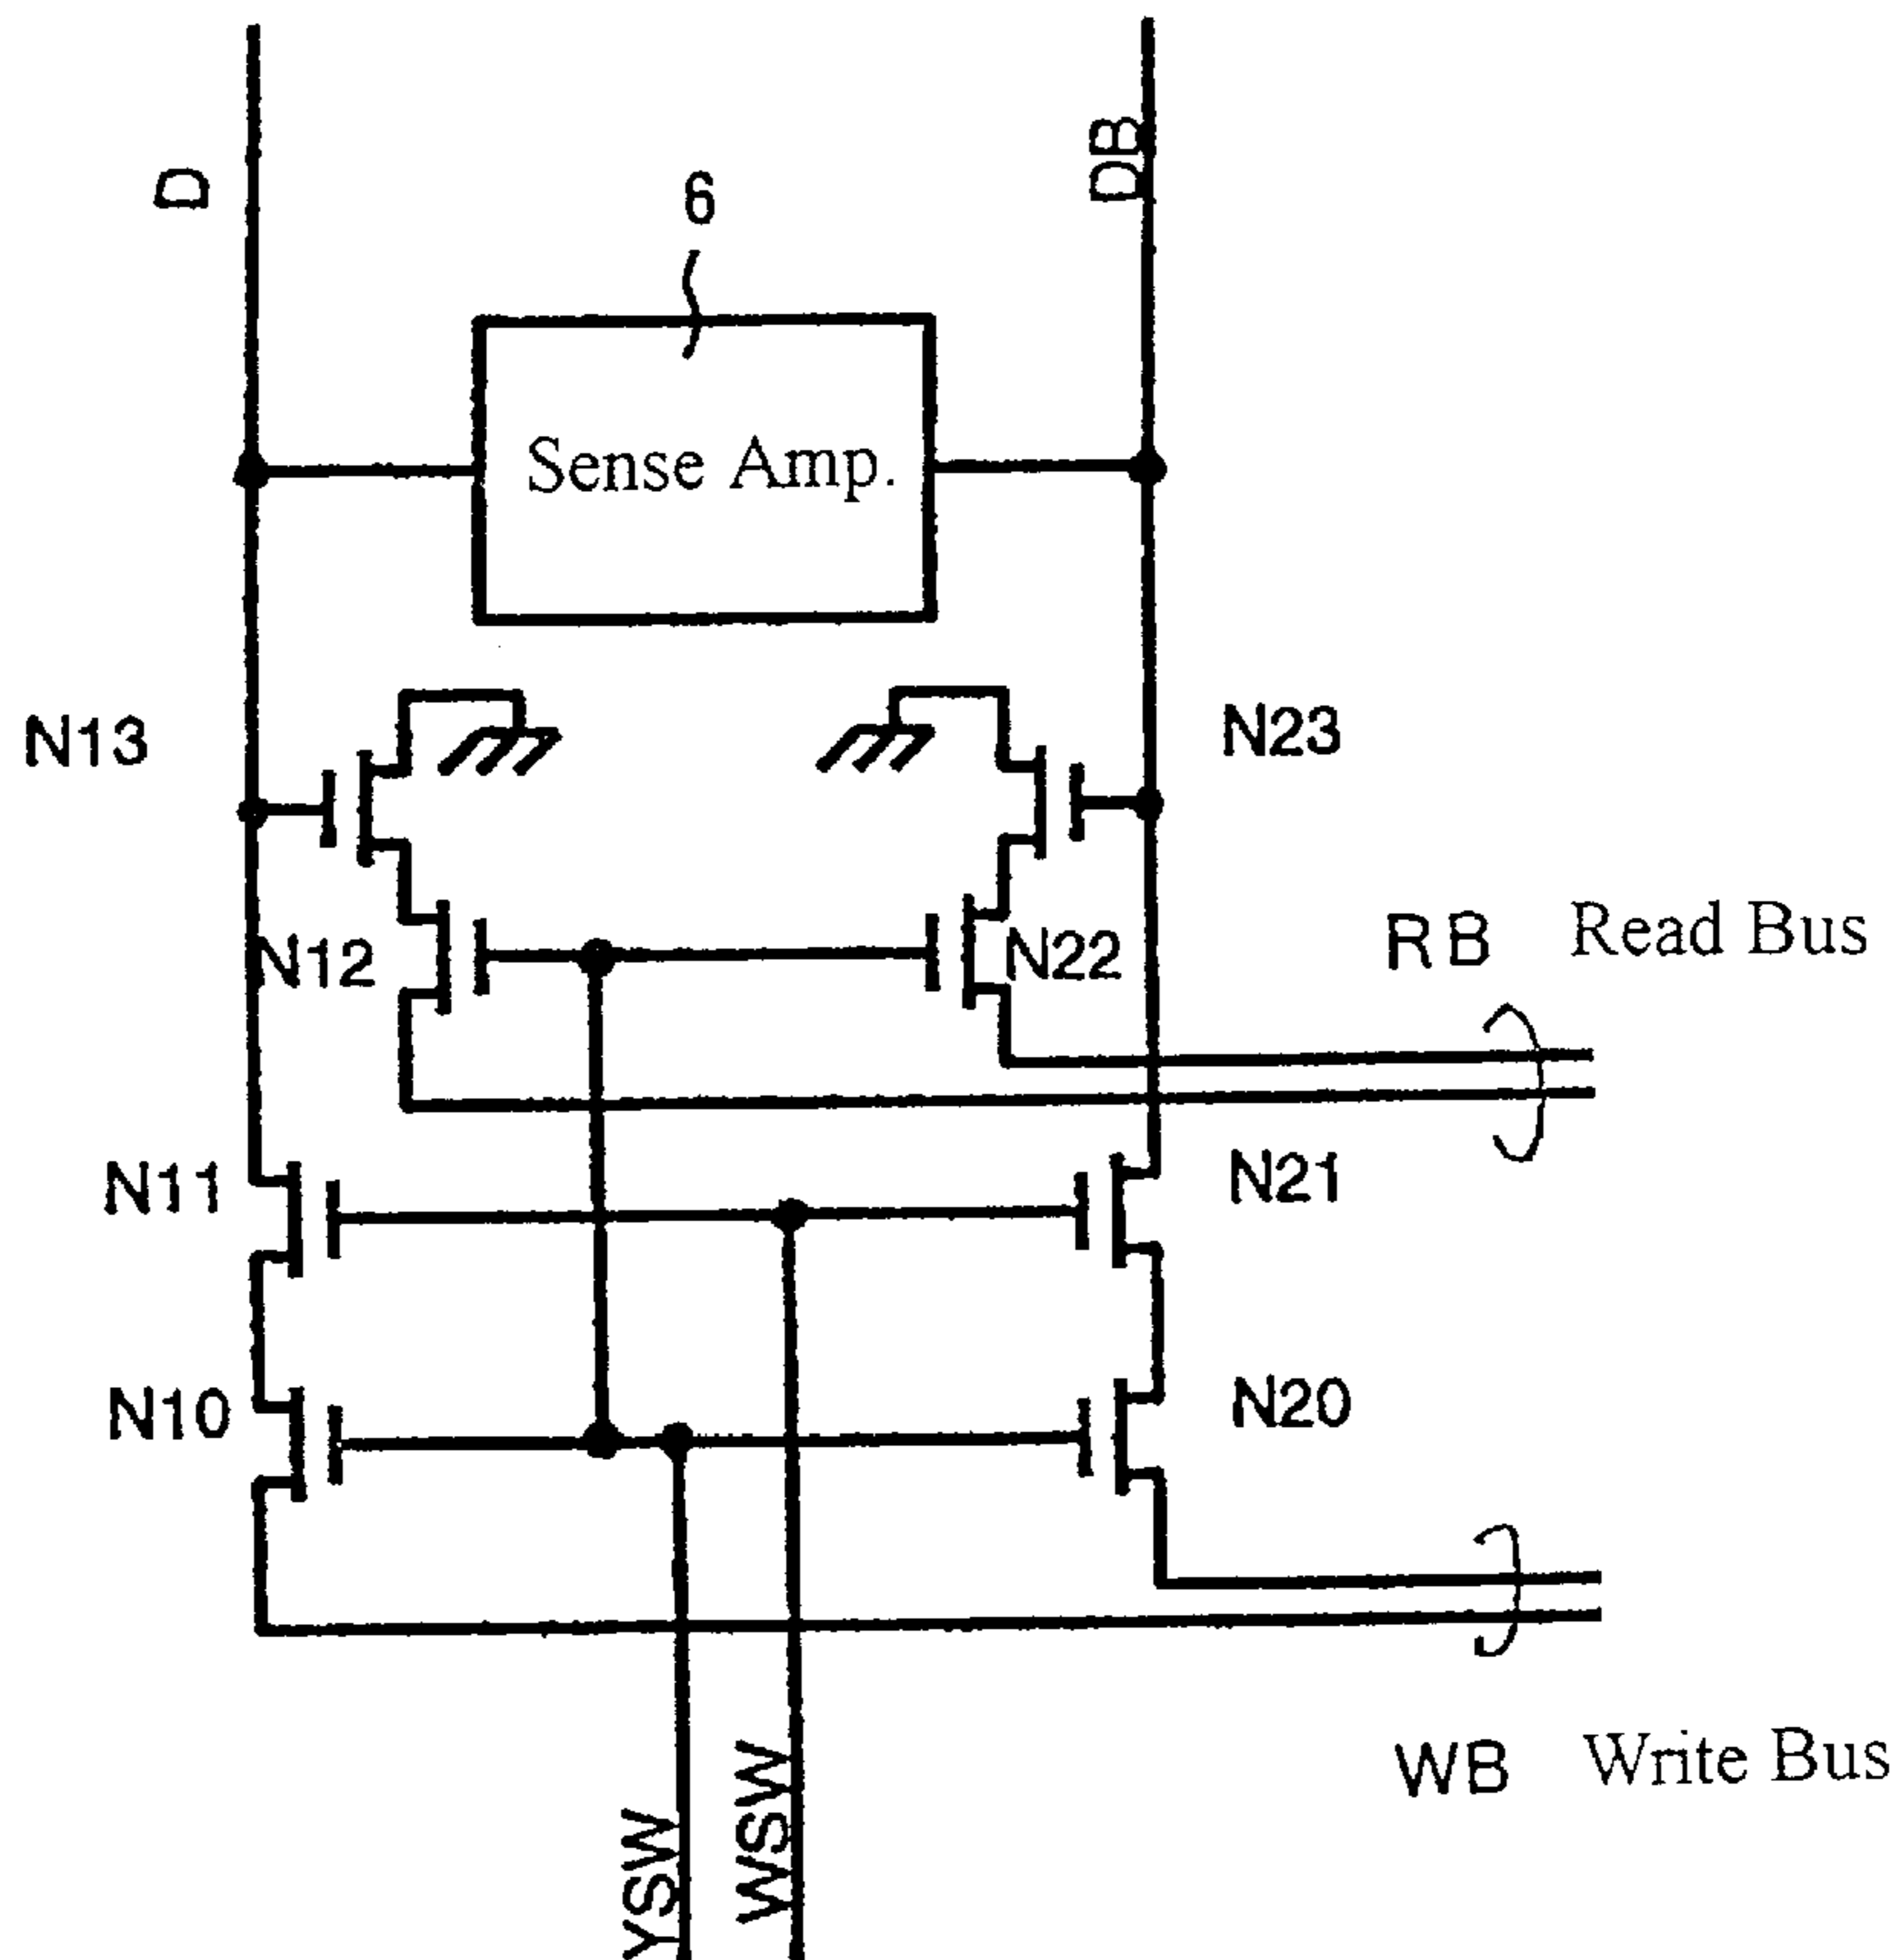 D
DB
6
Sense Amp.
N13
N23
N12
N22
RB Read Bus
N11
N21
N10
N20
WB Write Bus
YSW
WSW